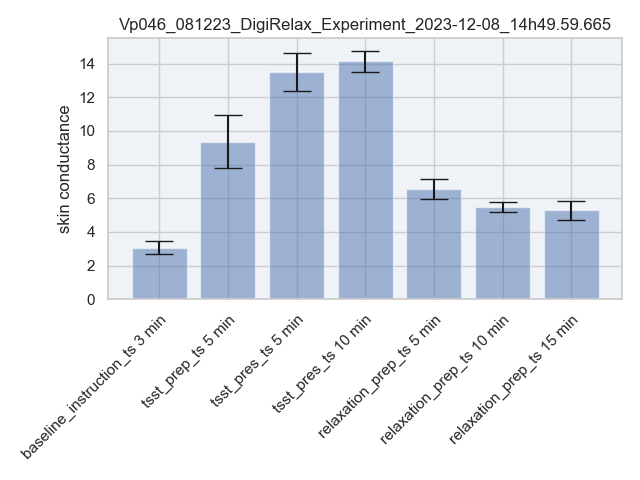 Vp046_081223_DigiRelax_Experiment_2023-12-08_14h49.59.665
skin conductance
14
12
10
8
6
4
2
0
baseline_instruction_ts 3 min
tsst_prep_ts 5 min
tsst_pres_ts 5 min
tsst_pres_ts 10 min
relaxation_prep_ts 5 min
relaxation_prep_ts 10 min
relaxation_prep_ts 15 min